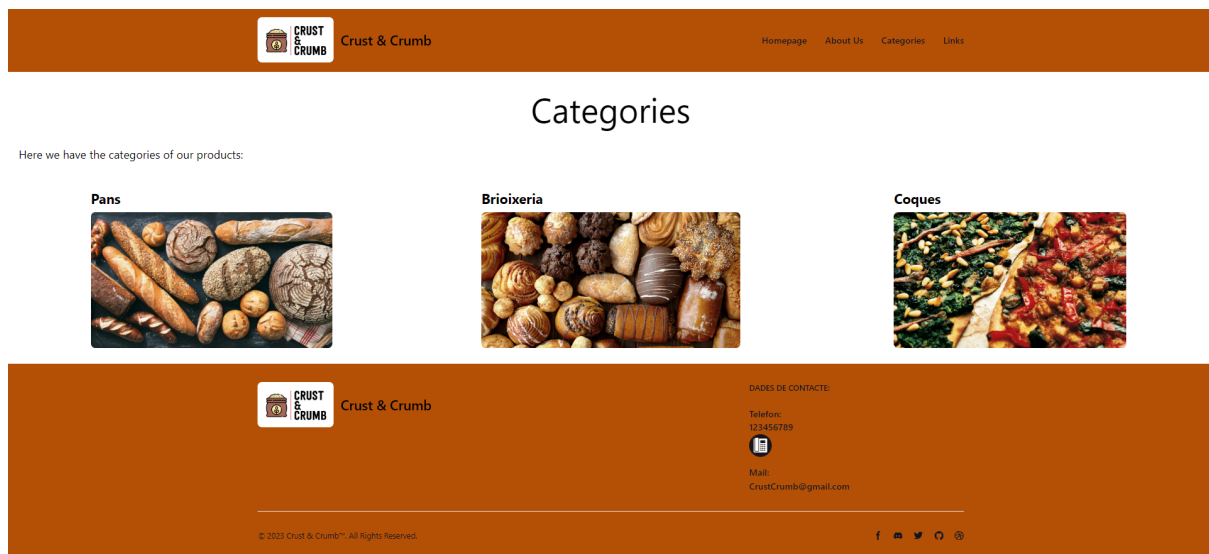 CRUST
&
CRUMB
Crust & Crumb
Homepage About Us Categories Links
Categories
Here we have the categories of our products:
Pans
Brioixeria
Coques
CRUST
&
CRUMB
Crust & Crumb
DADES DE CONTACTE:
Telefon:
123456789
Mail:
CrustCrumb@gmail.com
© 2023 Crust & Crumb™. All Rights Reserved.